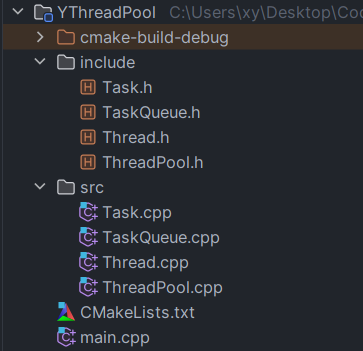 YThreadPool C:\Users\xy\Desktop\Coo
cmake-build-debug
include
Task.h
TaskQueue.h
Thread.h
ThreadPool.h
src
Task.cpp
TaskQueue.cpp
Thread.cpp
ThreadPool.cpp
CMakeLists.txt
main.cpp